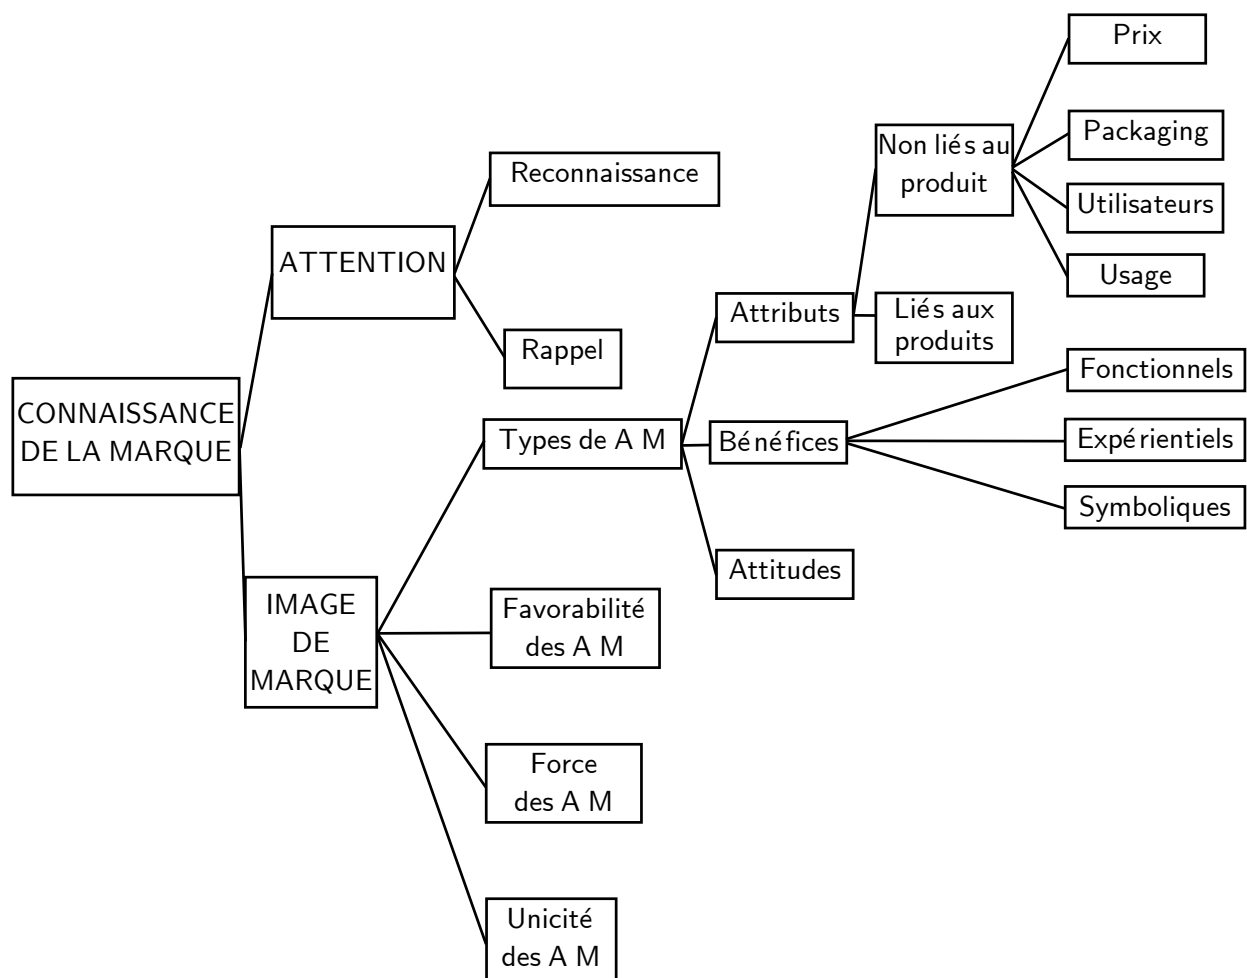 Prix
Non liés au
produit
Packaging
Reconnaissance
Utilisateurs
ATTENTION
Usage
Attributs
Liés aux
produits
Rappel
Fonctionnels
CONNAISSANCE
DE LA MARQUE
Types de A M
Bénéfices
Expérientiels
Symboliques
Attitudes
IMAGE
DE
MARQUE
Favorabilité
des A M
Force
des A M
Unicité
des A M